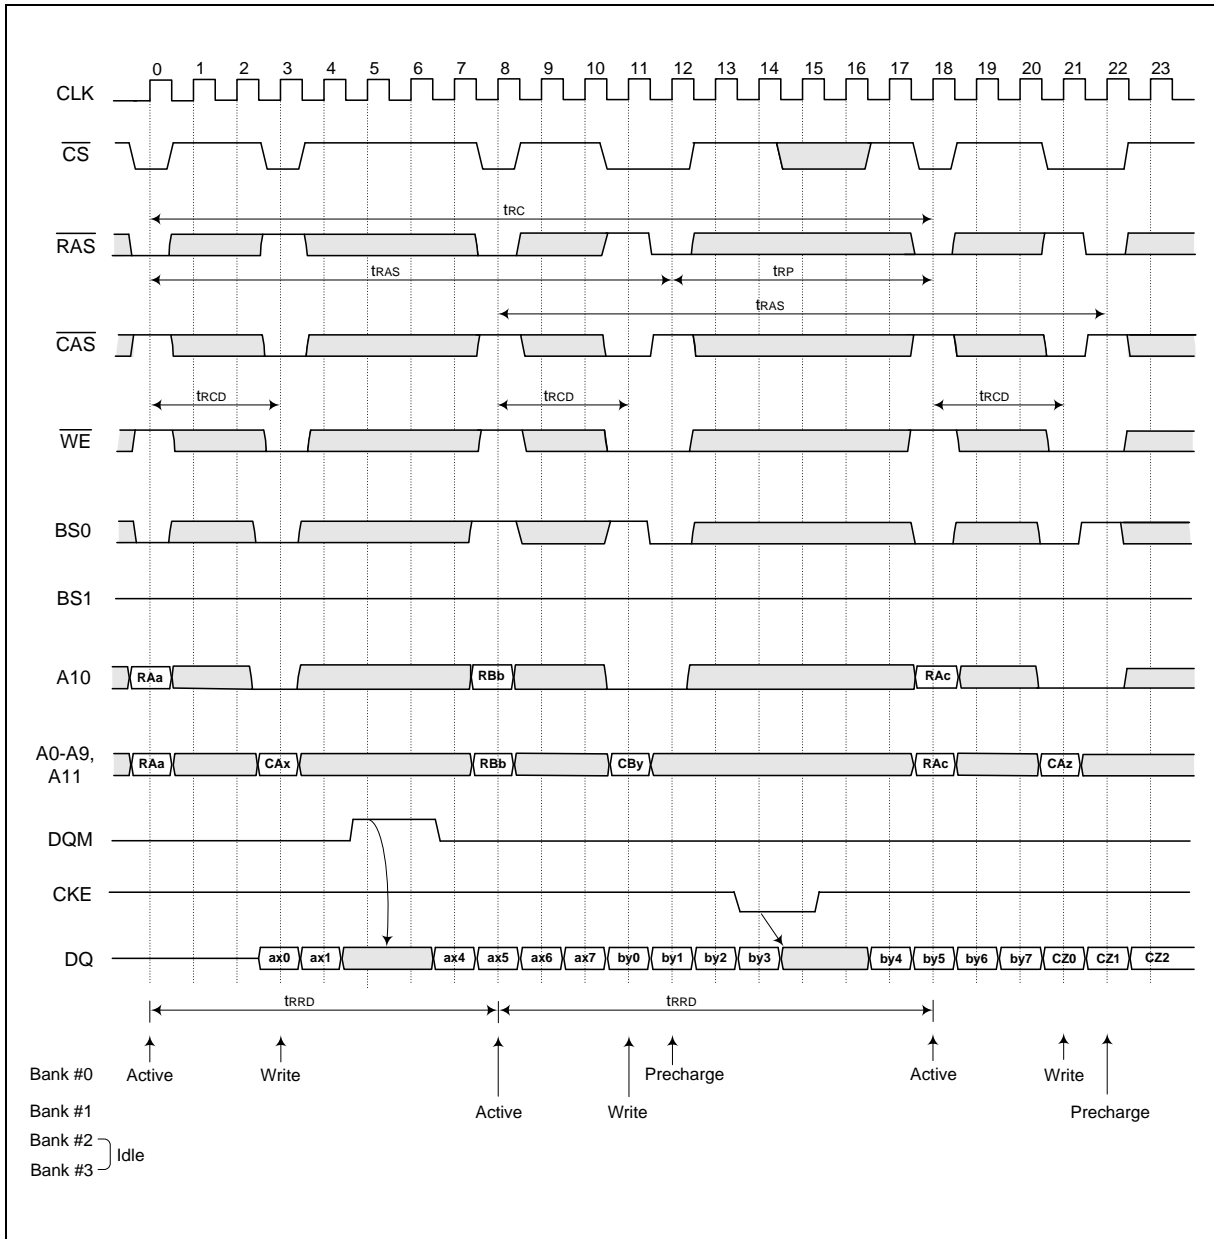 0 1 2 3 4 5 6 7 8 9 10 11 12 13 14 15 16 17 18 19 20 21 22 23
CLK
CS
tRC
RAS
tRAS tRP
tRAS
CAS
tRCD tRCD tRCD
WE
BS0
BS1
A10 RAa RBb RAc
A0-A9,
A11
RAa CAx RBb CBy RAc CAz
DQM
CKE
DQ ax0 ax1 ax4 ax5 ax6 ax7 by0 by1 by2 by3 by4 by5 by6 by7 CZ0 CZ1 CZ2
tRRD tRRD
Bank #0 Active Write Precharge Active Write
Bank #1 Active Write Precharge
Bank #2
Idle
Bank #3